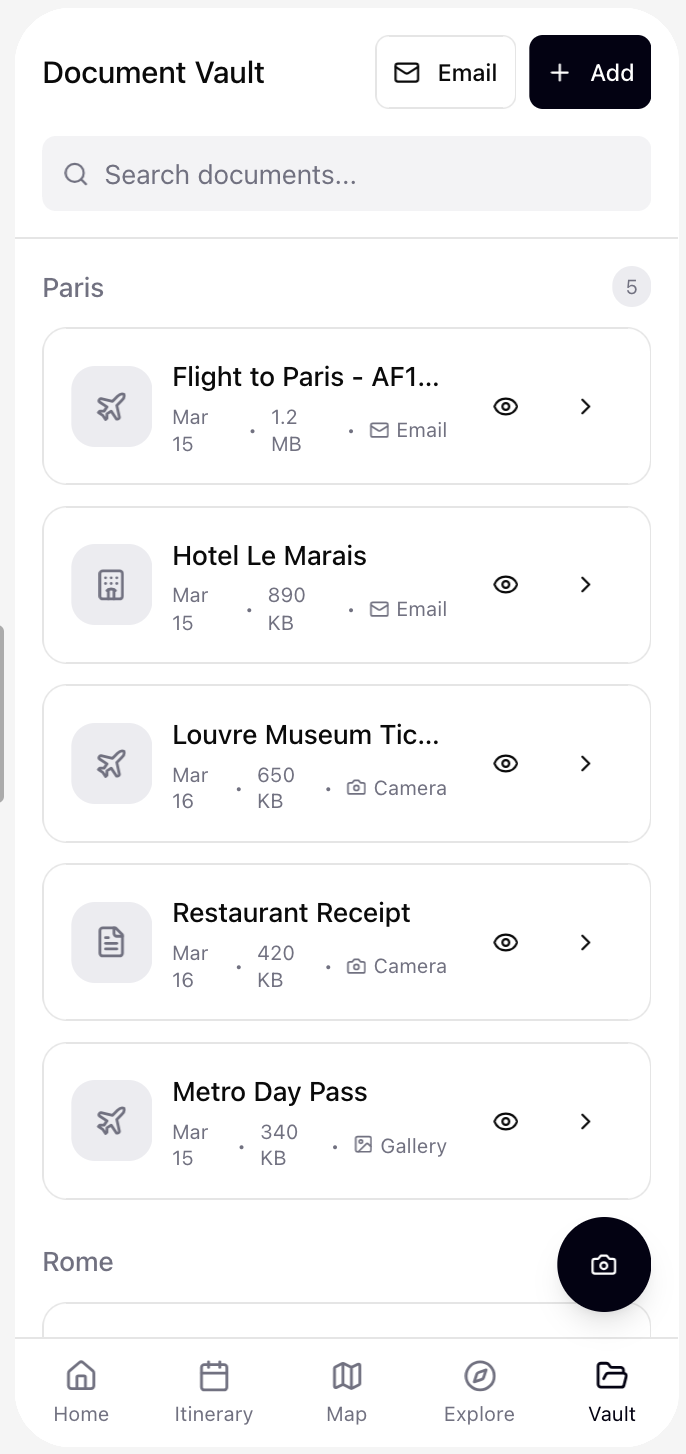 Document Vault
Email
+ Add
Search documents...
Paris
5
Flight to Paris - AF1...
Mar
15
•
1.2
MB
•
Email
Hotel Le Marais
Mar
15
•
890
KB
•
Email
Louvre Museum Tic...
Mar
16
•
650
KB
•
Camera
Restaurant Receipt
Mar
16
•
420
KB
•
Camera
Metro Day Pass
Mar
15
•
340
KB
•
Gallery
Rome
Home
Itinerary
Map
Explore
Vault